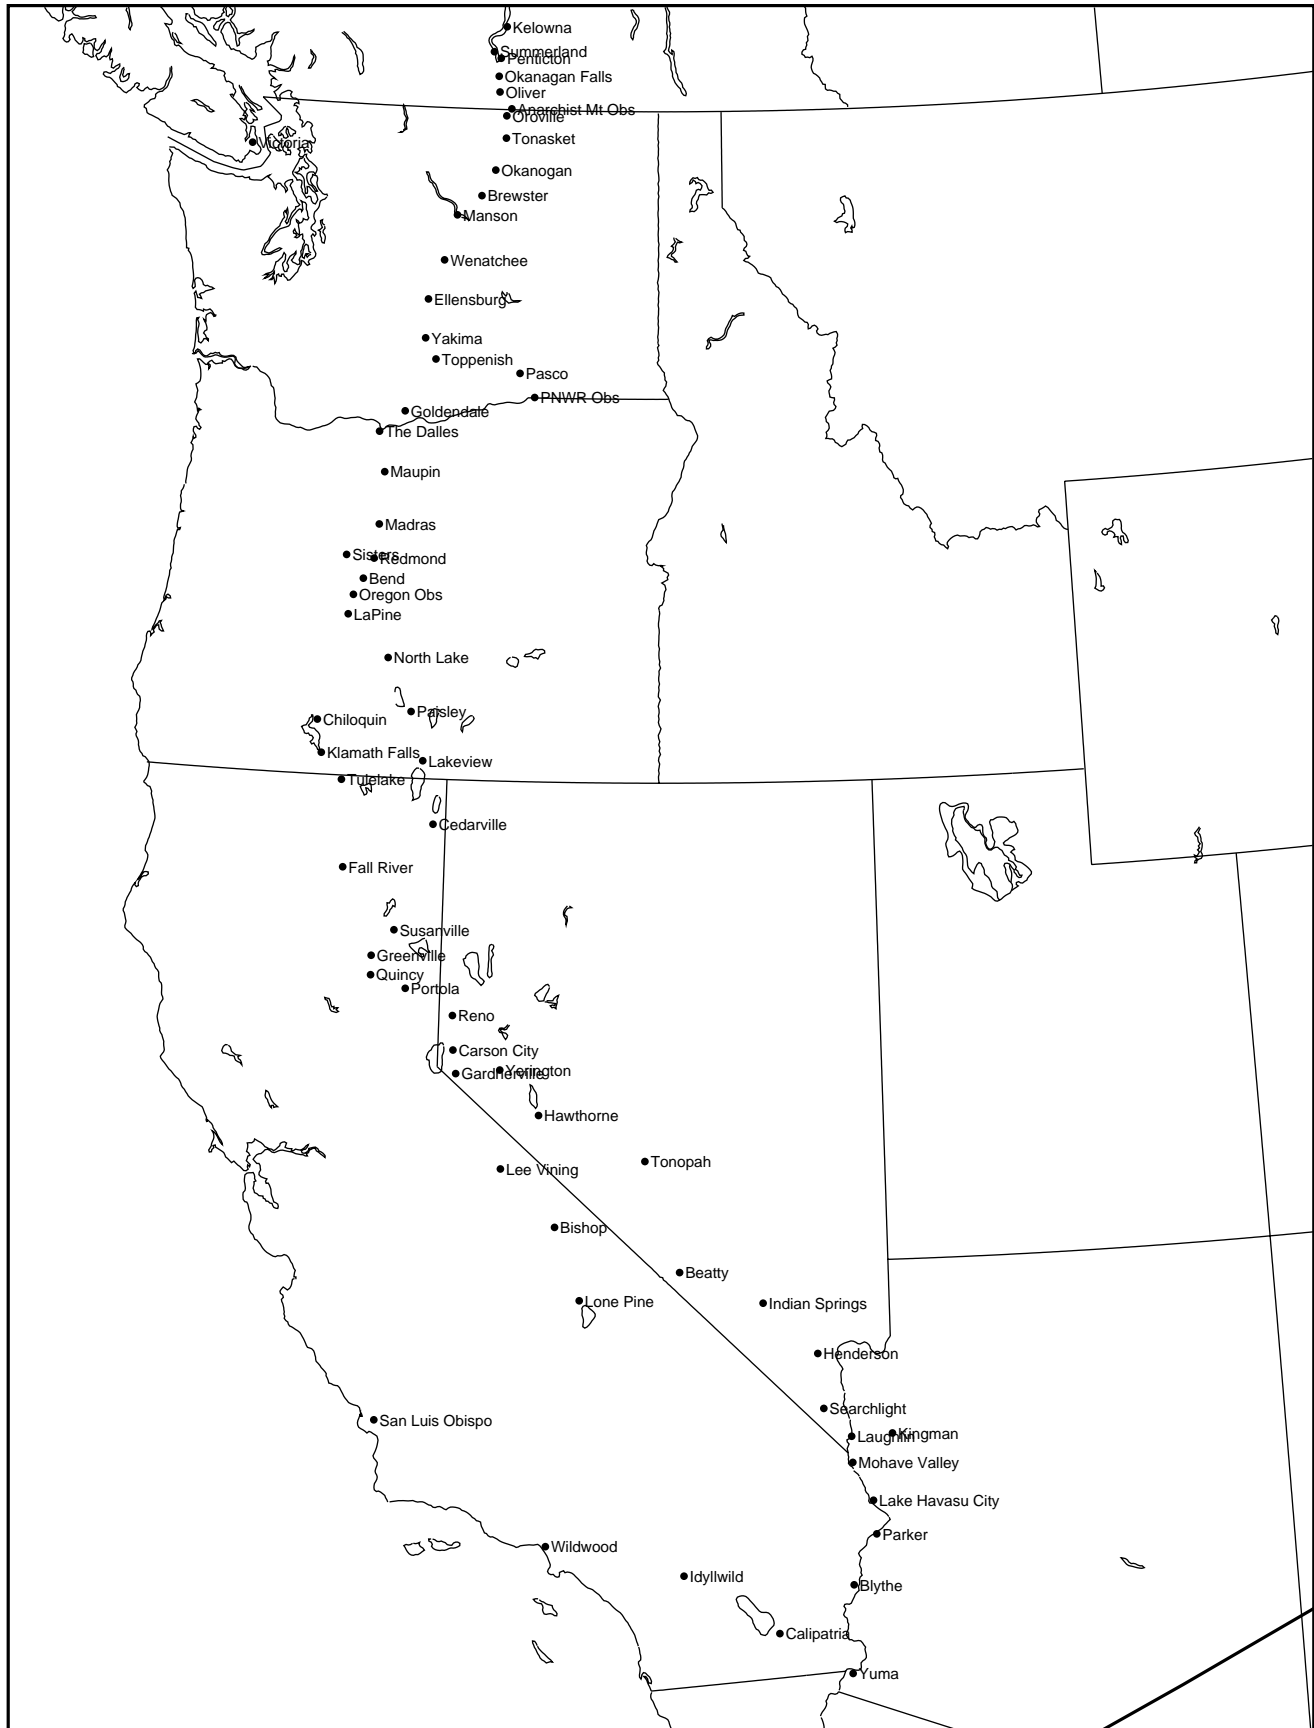 Kelowna
Summerland
Penticton
Okanagan Falls
Oliver
Anarchist Mt Obs
Oroville
Tonasket
Victoria
Okanogan
Brewster
Manson
Wenatchee
Ellensburg
Yakima
Toppenish
Pasco
PNWR Obs
Goldendale
The Dalles
Maupin
Madras
Sisters
Redmond
Bend
Oregon Obs
LaPine
North Lake
Paisley
Chiloquin
Klamath Falls
Lakeview
Tulelake
Cedarville
Fall River
Susanville
Greenville
Quincy
Portola
Reno
Carson City
Yerington
Gardnerville
Hawthorne
Tonopah
Lee Vining
Bishop
Beatty
Lone Pine
Indian Springs
Henderson
Searchlight
San Luis Obispo
Kingman
Laughlin
Mohave Valley
Lake Havasu City
Parker
Wildwood
Idyllwild
Blythe
Calipatria
Yuma